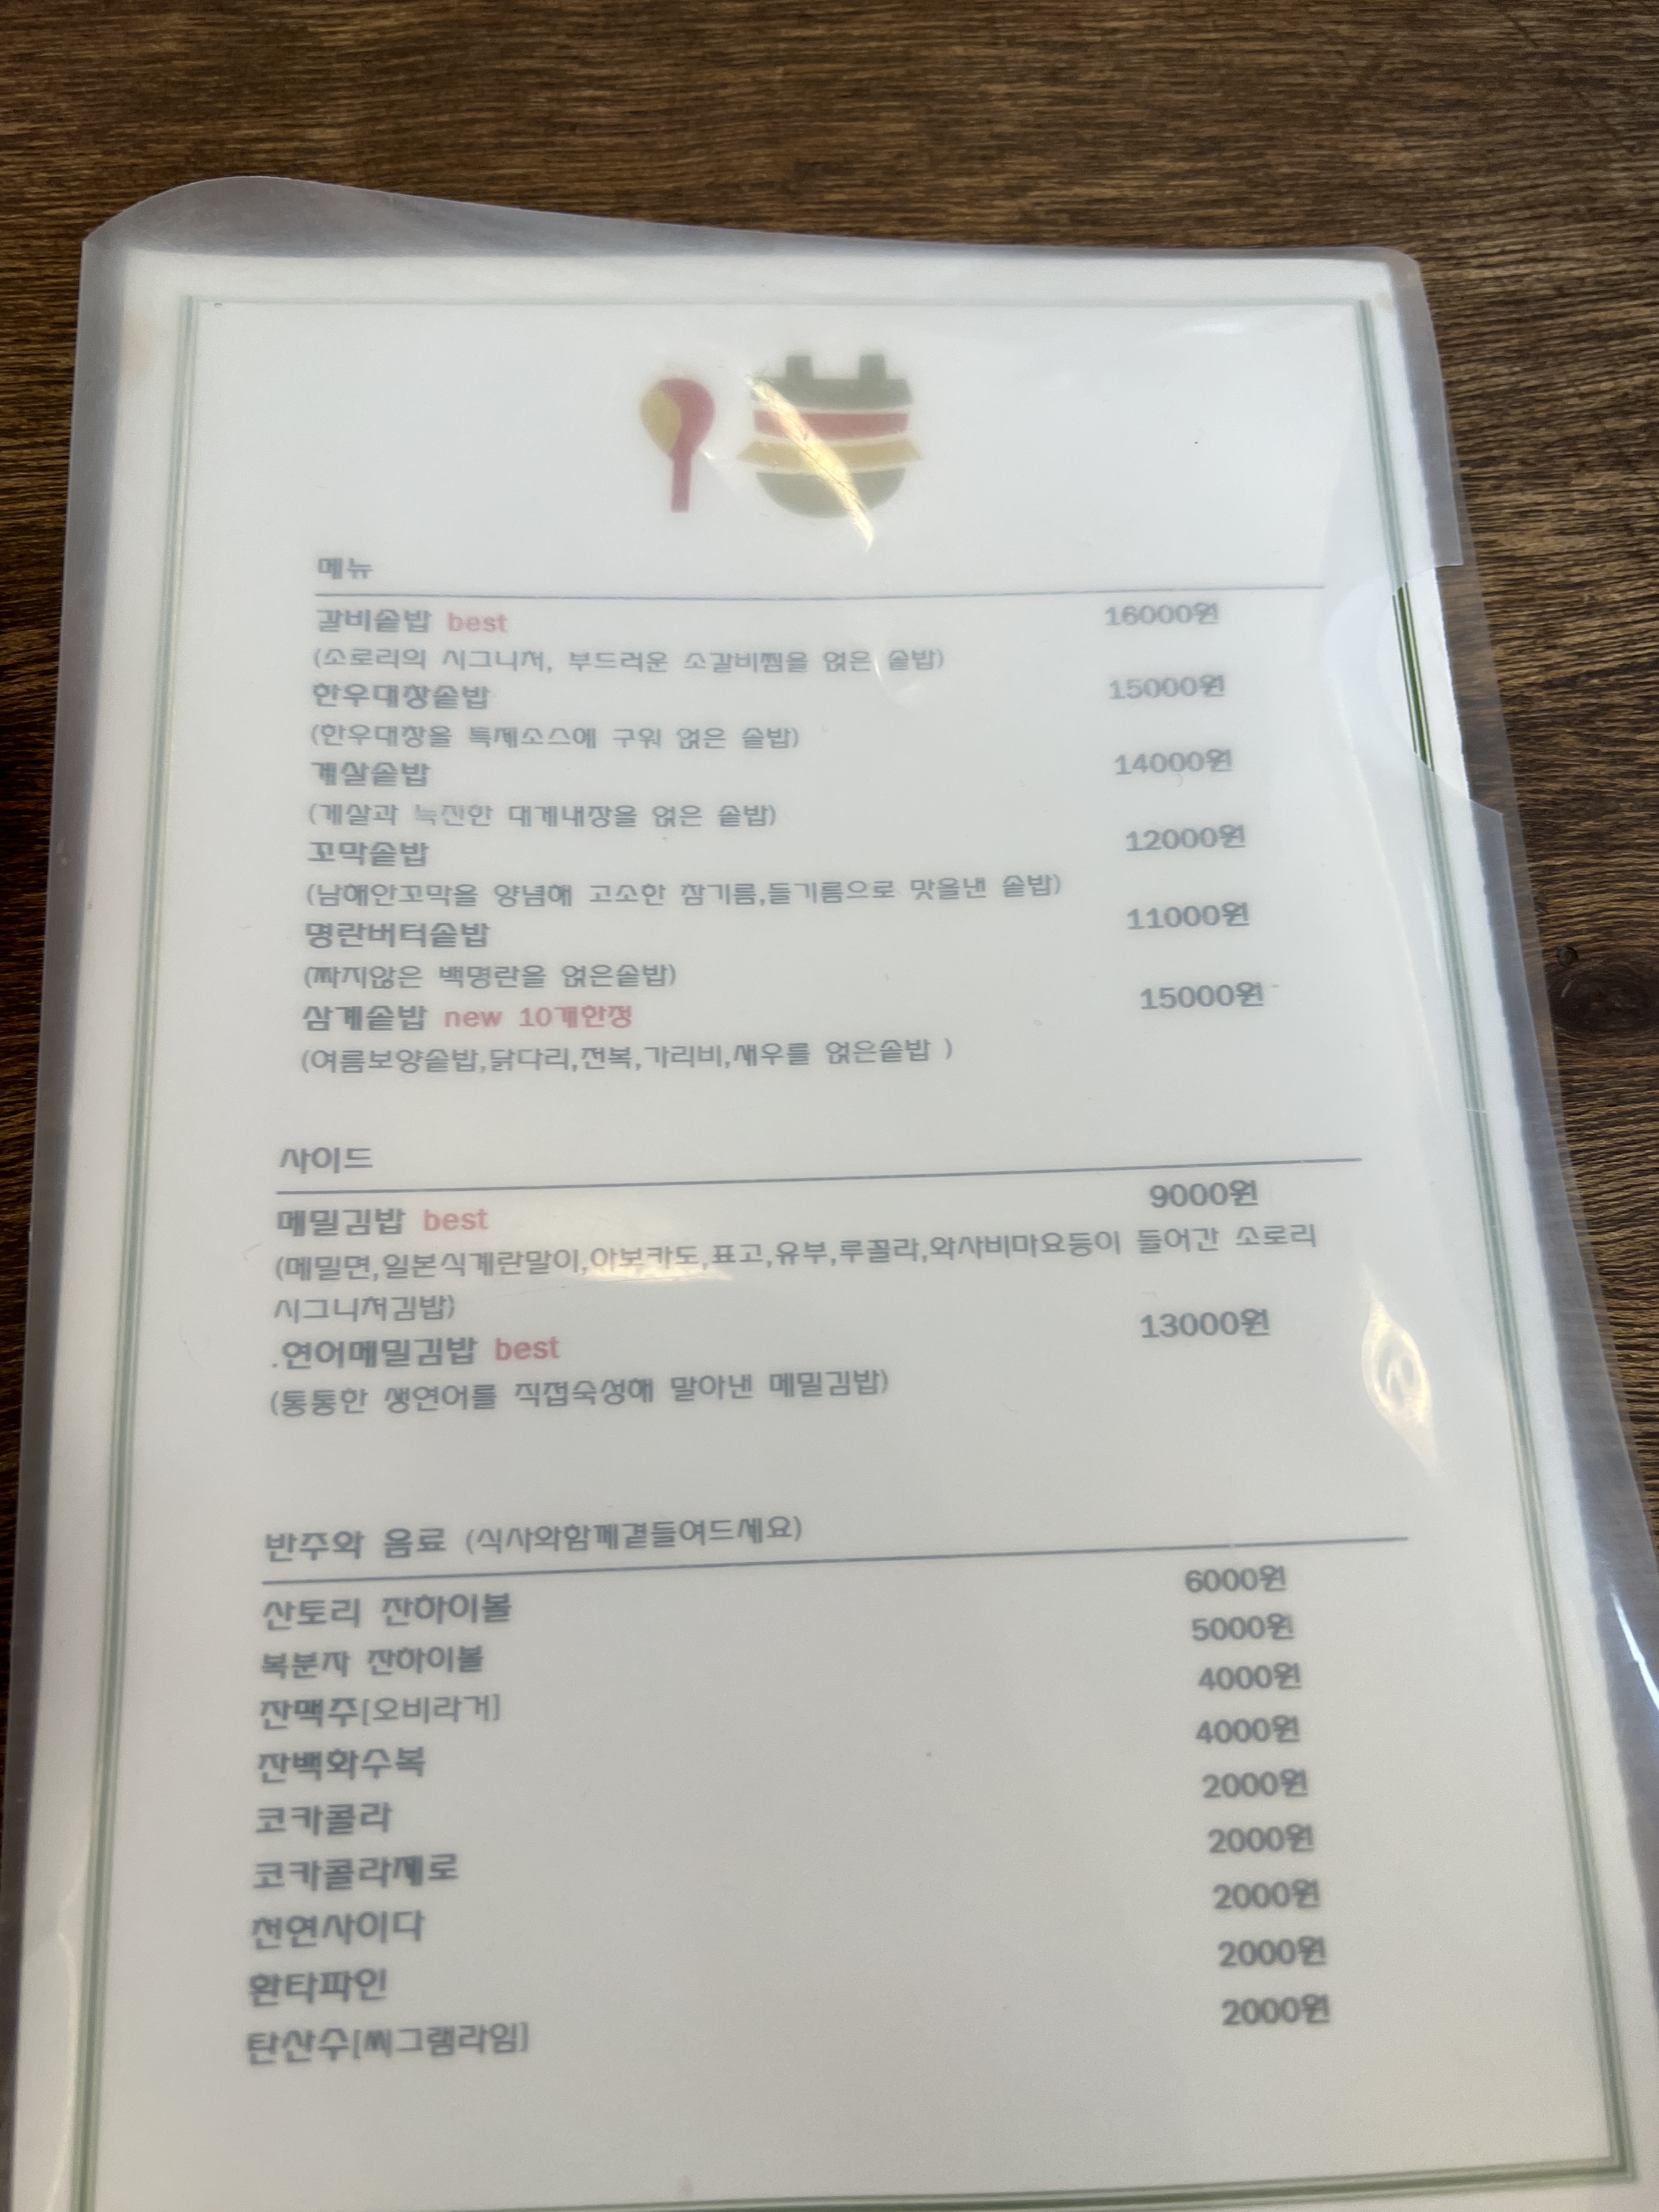 메뉴
갈비솥밥 best 16000원
(소로리의 시그니처, 부드러운 소갈비찜을 얹은 솥밥)
한우대창솥밥 15000원
(한우대창을 특제소스에 구워 얹은 솥밥)
게살솥밥 14000원
(게살과 녹진한 대게내장을 얹은 솥밥)
꼬막솥밥 12000원
(남해안꼬막을 양념해 고소한 참기름,들기름으로 맛을낸 솥밥)
명란버터솥밥 11000원
(짜지않은 백명란을 얹은솥밥)
삼계솥밥 new 10개한정 15000원
(여름보양솥밥,닭다리,전복,가리비,새우를 얹은솥밥 )
사이드
메밀김밥 best 9000원
(메밀면,일본식계란말이,아보카도,표고,유부,루꼴라,와사비마요등이 들어간 소로리
시그니처김밥)
.연어메밀김밥 best 13000원
(통통한 생연어를 직접숙성해 말아낸 메밀김밥)
반주와 음료 (식사와함께곁들여드세요)
산토리 잔하이볼 6000원
복분자 잔하이볼 5000원
잔맥주[오비라거] 4000원
잔백화수복 4000원
코카콜라 2000원
코카콜라제로 2000원
천연사이다 2000원
환타파인 2000원
탄산수[씨그램라임] 2000원